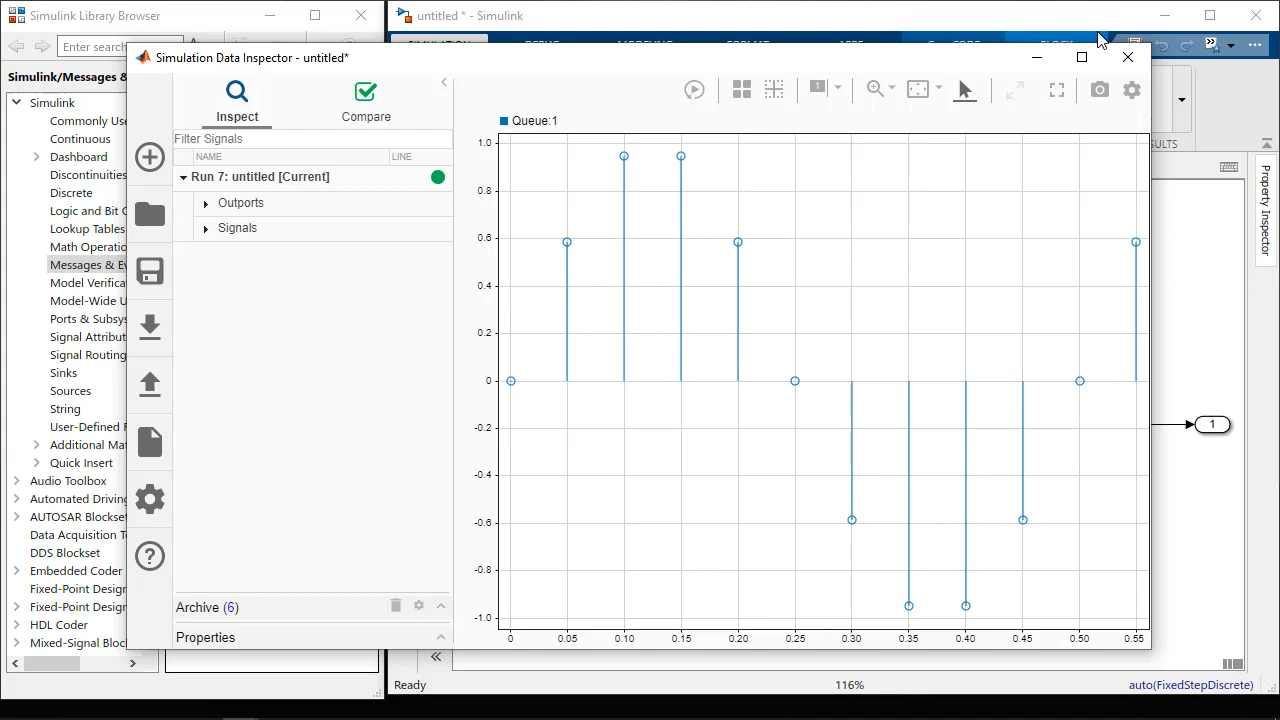 Simulink Library Browser
Enter search
Simulink/Messages &
Simulink
Commonly Use
Continuous
Dashboard
Discontinuities
Discrete
Logic and Bit O
Lookup Tables
Math Operatio
Messages & E
Model Verifica
Model-Wide U
Ports & Subsys
Signal Attribut
Signal Routing
Sinks
Sources
String
User-Defined F
Additional Mat
Quick Insert
Audio Toolbox
Automated Driving
AUTOSAR Blockset
Data Acquisition T
DDS Blockset
Embedded Coder
Fixed-Point Design
Fixed-Point Design
HDL Coder
Mixed-Signal Bloc
untitled * - Simulink
Simulation Data Inspector - untitled*
Inspect
Compare
Filter Signals
NAME LINE
Run 7: untitled [Current]
Outports
Signals
Archive (6)
Properties
1
Queue:1
1.0
0.8
0.6
0.4
0.2
0
-0.2
-0.4
-0.6
-0.8
-1.0
0 0.05 0.10 0.15 0.20 0.25 0.30 0.35 0.40 0.45 0.50 0.55
ULTS
Property Inspector
1
Ready
116%
auto(FixedStepDiscrete)